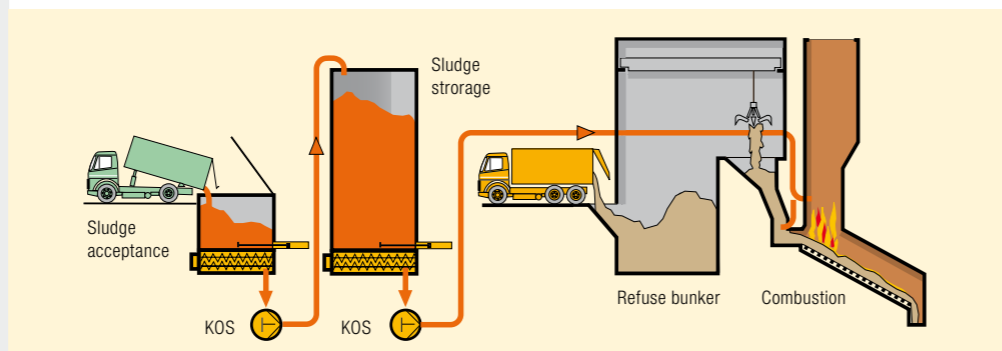 Sludge
strorage
Sludge
acceptance
KOS
KOS
Refuse bunker
Combustion